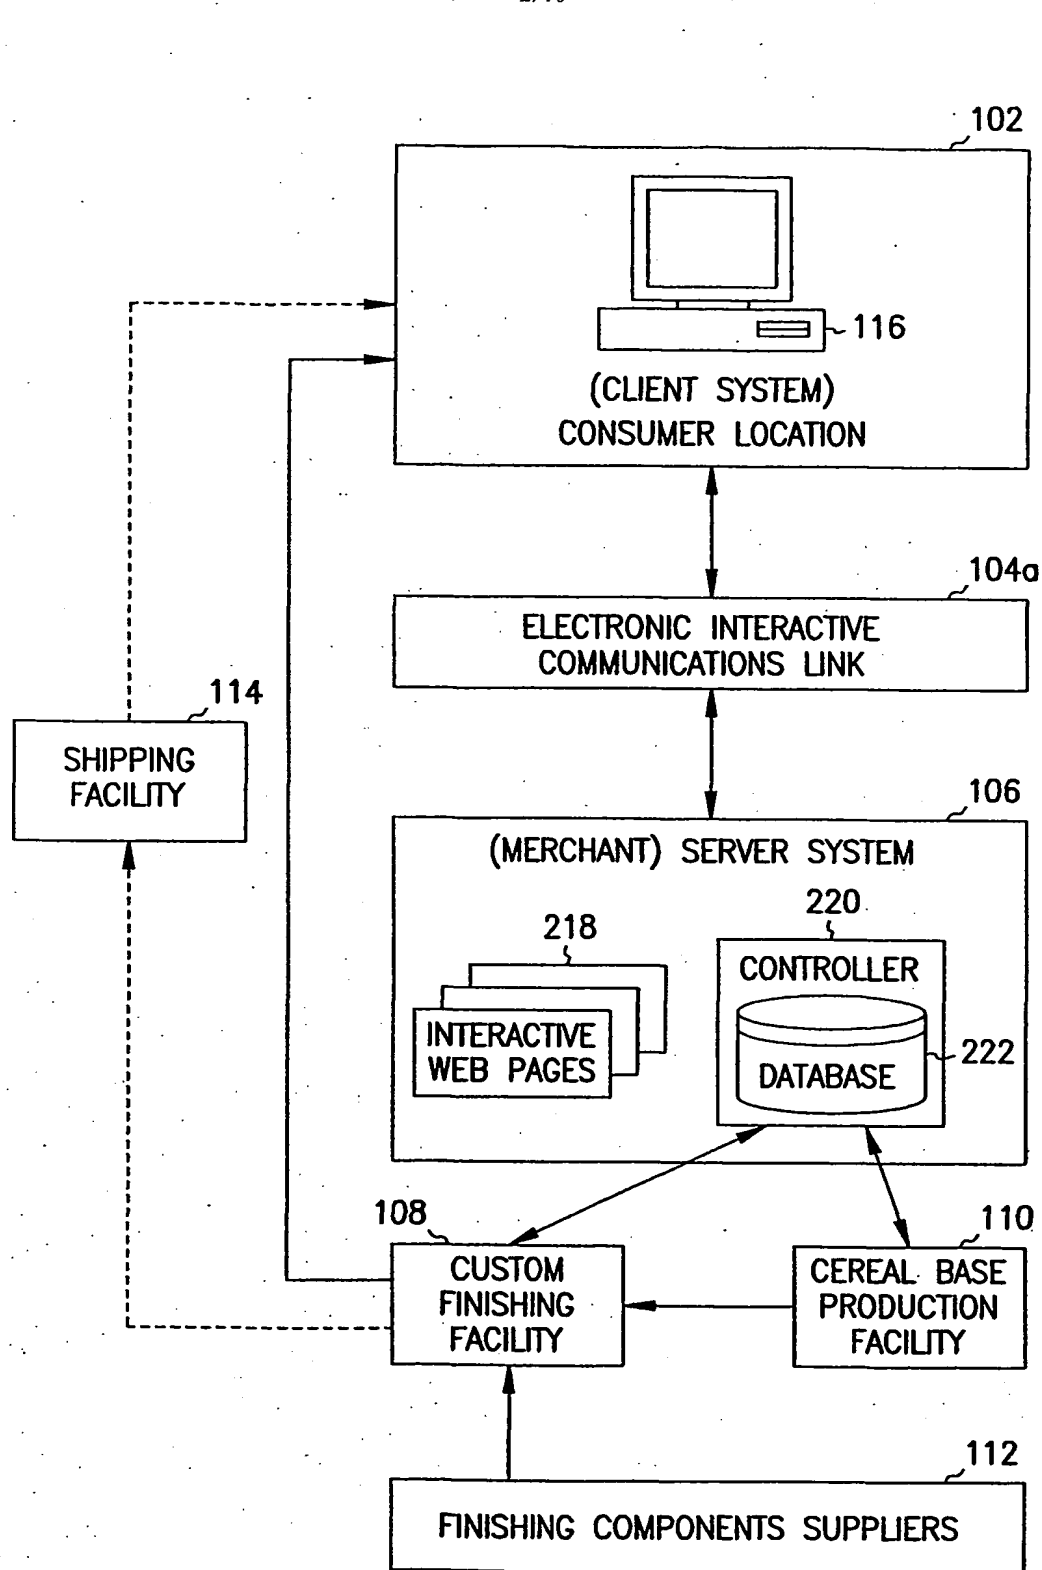 102
116
(CLIENT SYSTEM)
CONSUMER LOCATION
104a
ELECTRONIC INTERACTIVE
COMMUNICATIONS LINK
114
SHIPPING
FACILITY
106
(MERCHANT) SERVER SYSTEM
218
220
CONTROLLER
INTERACTIVE
WEB PAGES
222
DATABASE
108
CUSTOM
FINISHING
FACILITY
110
CEREAL BASE
PRODUCTION
FACILITY
112
FINISHING COMPONENTS SUPPLIERS